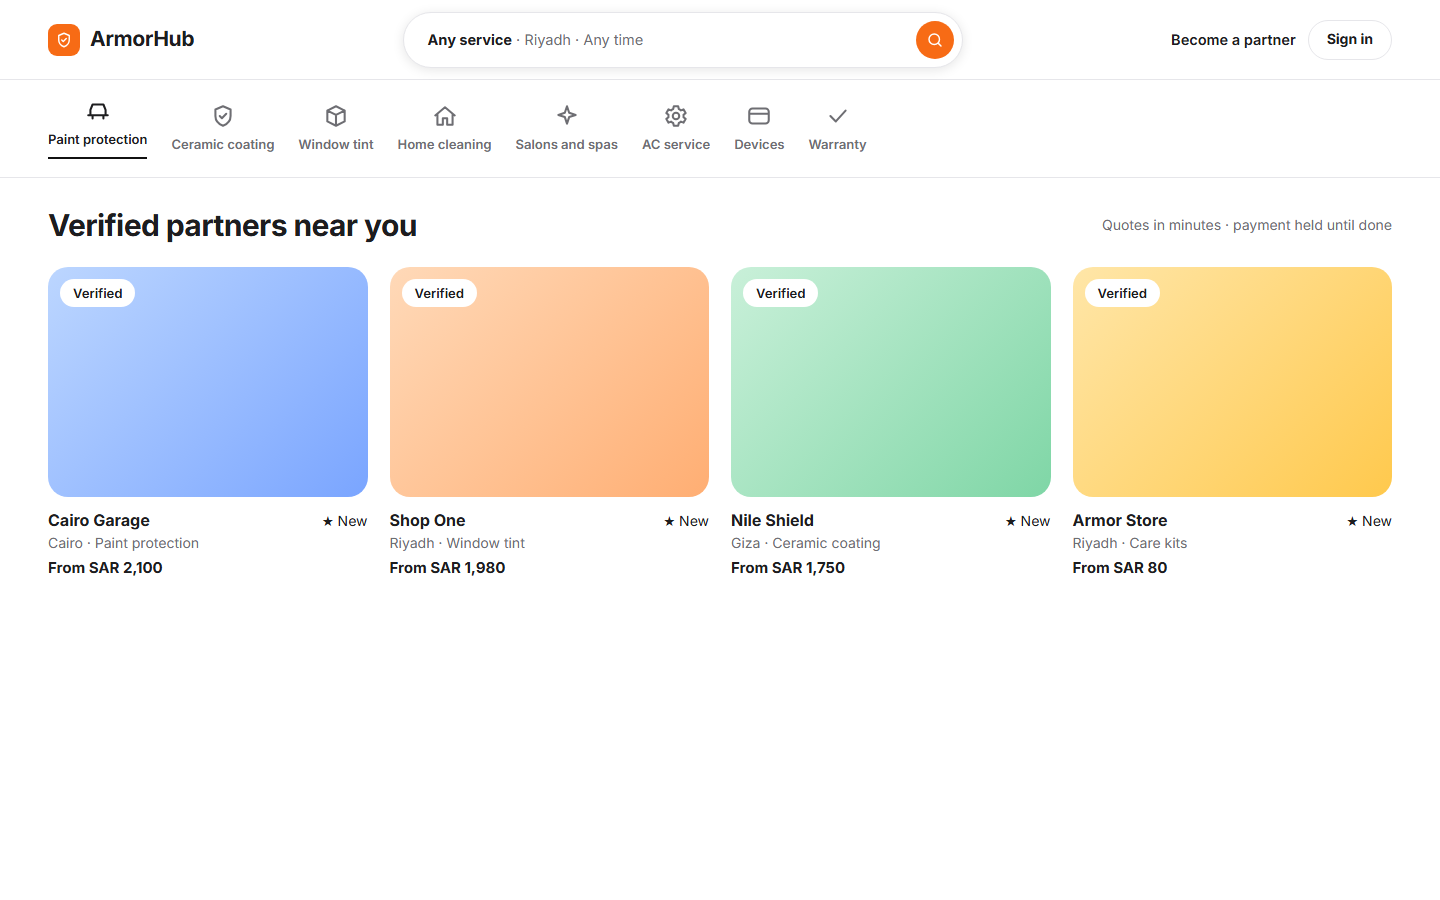 ArmorHub
Any service · Riyadh · Any time
Become a partner
Sign in
Paint protection
Ceramic coating
Window tint
Home cleaning
Salons and spas
AC service
Devices
Warranty
Verified partners near you
Quotes in minutes · payment held until done
Verified
Verified
Verified
Verified
Cairo Garage
★ New
Cairo · Paint protection
From SAR 2,100
Shop One
★ New
Riyadh · Window tint
From SAR 1,980
Nile Shield
★ New
Giza · Ceramic coating
From SAR 1,750
Armor Store
★ New
Riyadh · Care kits
From SAR 80